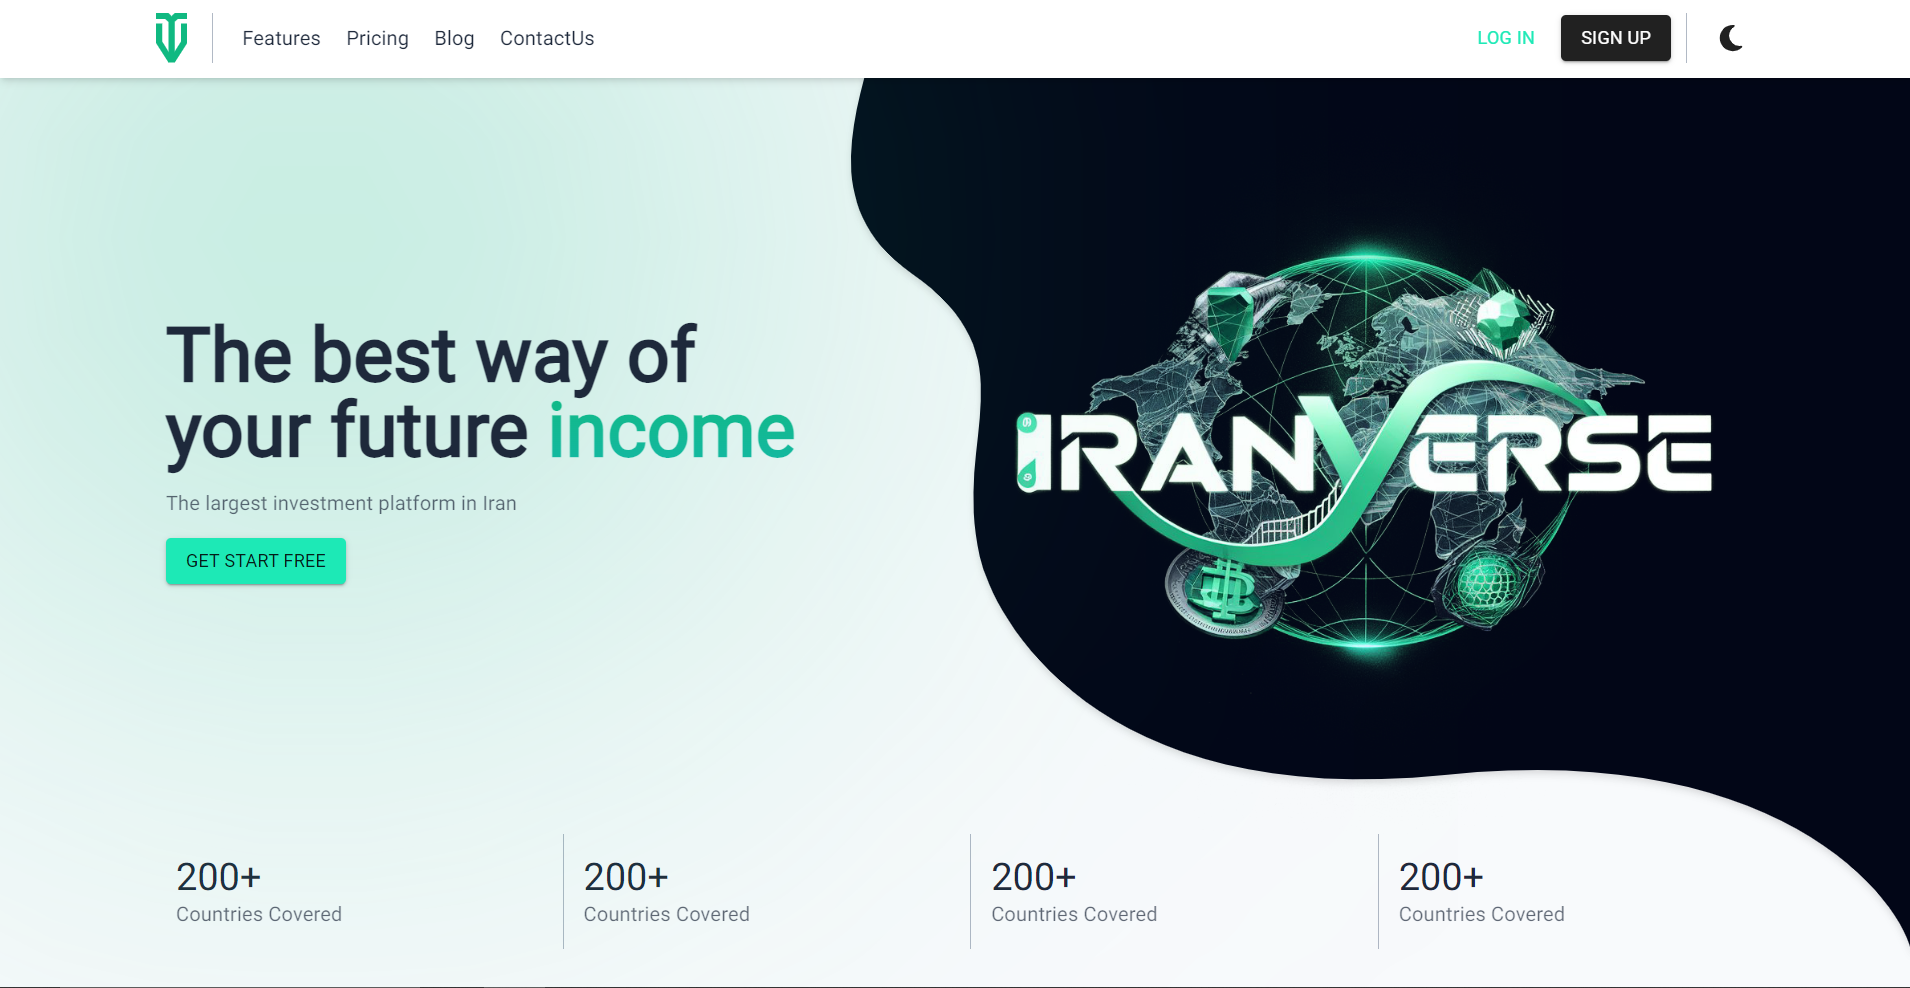 Features
Pricing
Blog
ContactUs
LOG IN
SIGN UP
The best way of
your future income
The largest investment platform in Iran
GET START FREE
IRANVERSE
200+
Countries Covered
200+
Countries Covered
200+
Countries Covered
200+
Countries Covered